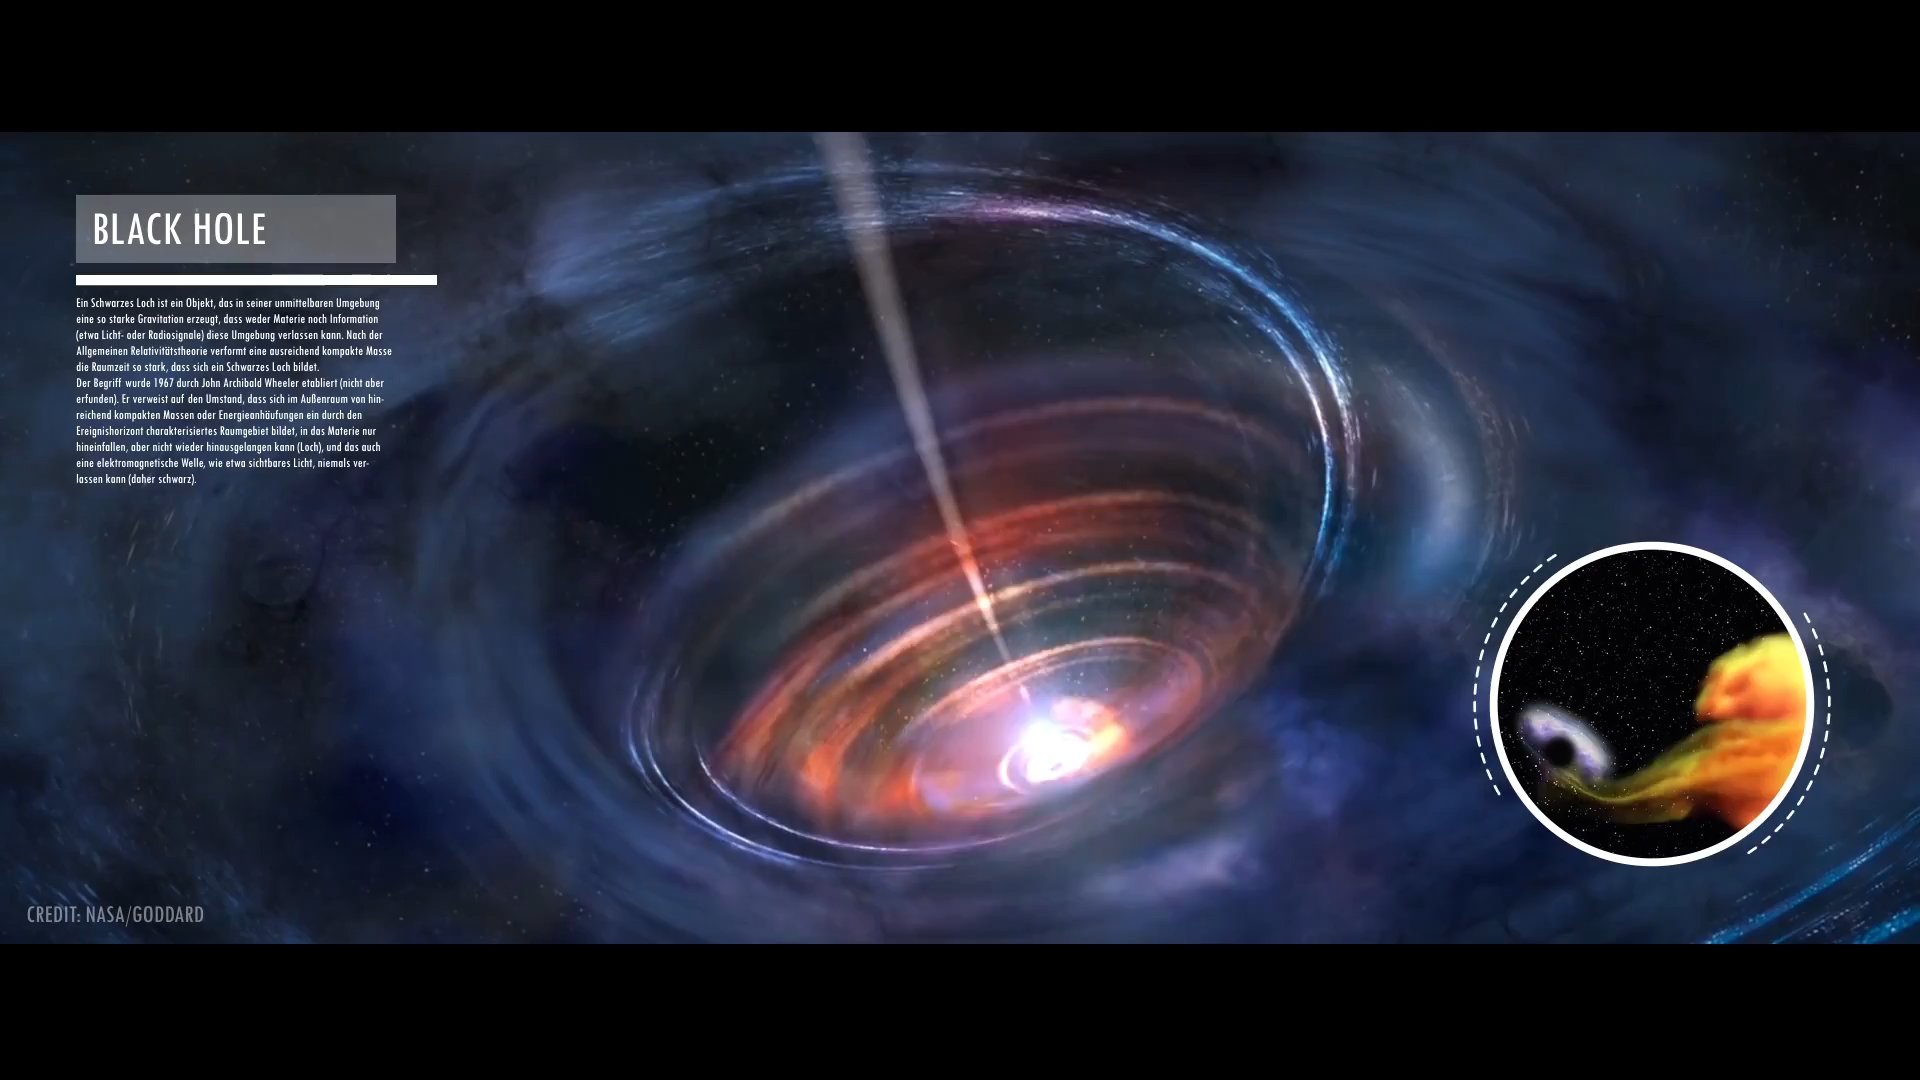 BLACK HOLE
Ein Schwarzes Loch ist ein Objekt, das in seiner unmittelbaren Umgebung
eine so starke Gravitation erzeugt, dass weder Materie noch Information
(etwa Licht- oder Radiosignale) diese Umgebung verlassen kann. Nach der
Allgemeinen Relativitätstheorie verformt eine ausreichend kompakte Masse
die Raumzeit so stark, dass sich ein Schwarzes Loch bildet.
Der Begriff wurde 1967 durch John Archibald Wheeler etabliert (nicht aber
erfunden). Er verweist auf den Umstand, dass sich im Außenraum von hin-
reichend kompakten Massen oder Energieanhäufungen ein durch den
Ereignishorizont charakterisiertes Raumgebiet bildet, in das Materie nur
hineinfallen, aber nicht wieder hinausgelangen kann (Loch), und das auch
eine elektromagnetische Welle, wie etwa sichtbares Licht, niemals ver-
lassen kann (daher schwarz).
CREDIT: NASA/GODDARD